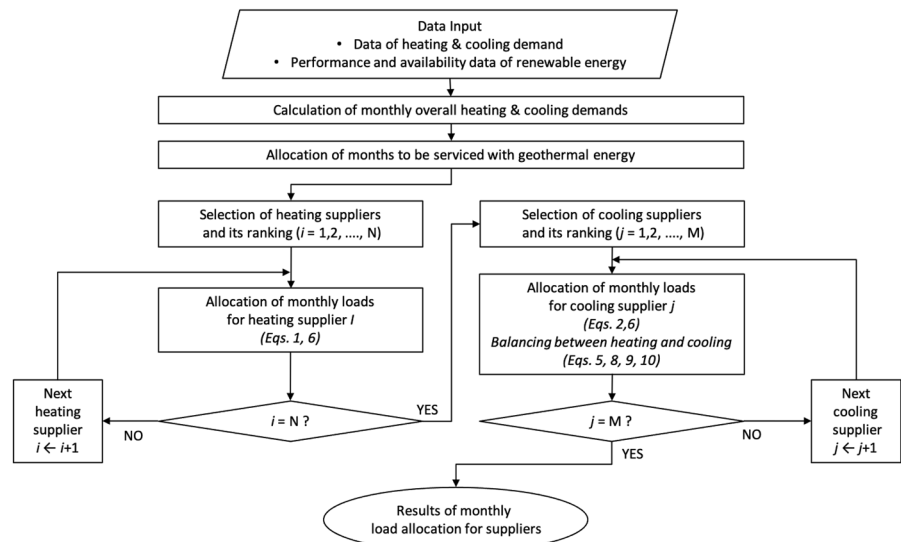 Data Input
• Data of heating & cooling demand
• Performance and availability data of renewable energy
Calculation of monthly overall heating & cooling demands
Allocation of months to be serviced with geothermal energy
Selection of heating suppliers
and its ranking (i = 1,2, ...., N)
Allocation of monthly loads
for heating supplier I
(Eqs. 1, 6)
i = N ?
NO
YES
Next
heating
supplier
i ← i+1
Selection of cooling suppliers
and its ranking (j = 1,2, ...., M)
Allocation of monthly loads
for cooling supplier j
(Eqs. 2,6)
Balancing between heating and cooling
(Eqs. 5, 8, 9, 10)
j = M ?
NO
YES
Next
cooling
supplier
j ← j+1
Results of monthly
load allocation for suppliers